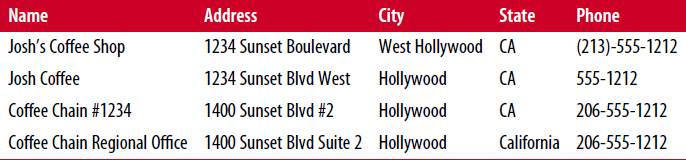 Name Address City State Phone
Josh's Coffee Shop 1234 Sunset Boulevard West Hollywood CA (213)-555-1212
Josh Coffee 1234 Sunset Blvd West Hollywood CA 555-1212
Coffee Chain #1234 1400 Sunset Blvd #2 Hollywood CA 206-555-1212
Coffee Chain Regional Office 1400 Sunset Blvd Suite 2 Hollywood California 206-555-1212